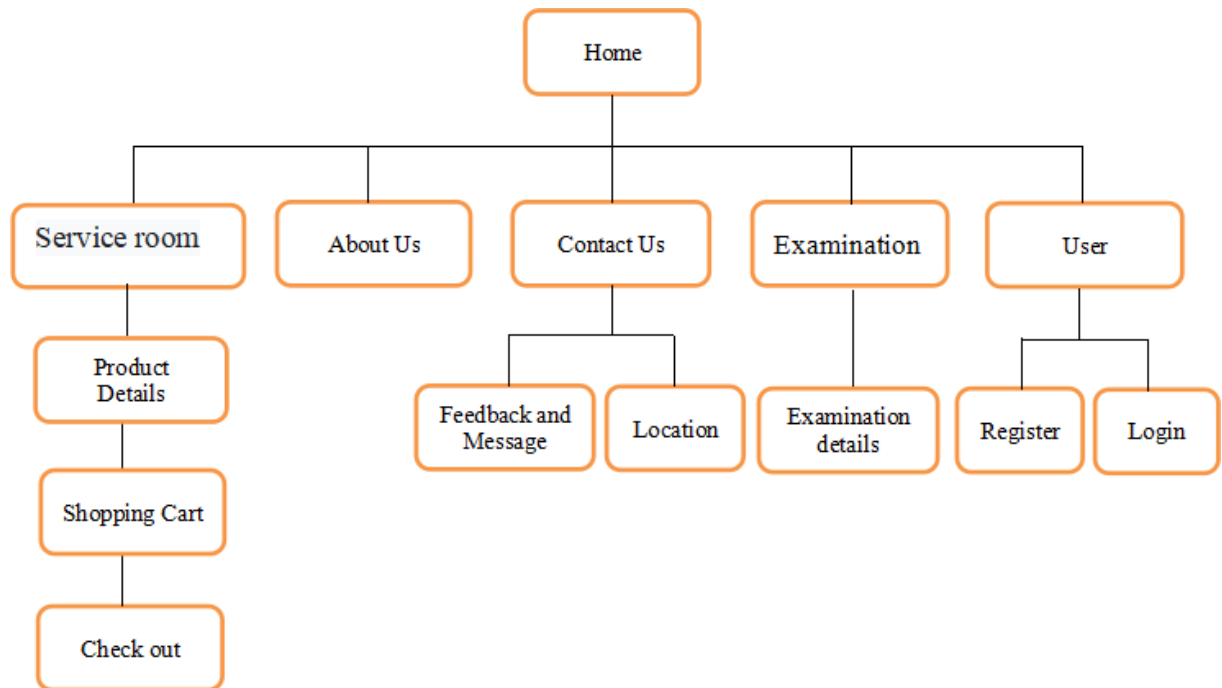 Home
Service room
About Us
Contact Us
Examination
User
Product
Details
Feedback and
Message
Location
Examination
details
Register
Login
Shopping Cart
Check out